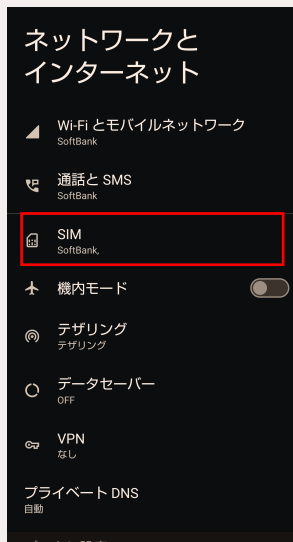 ネットワークと
インターネット
Wi-Fi とモバイルネットワーク
SoftBank
通話と SMS
SoftBank
SIM
SoftBank,
機内モード
テザリング
テザリング
データセーバー
OFF
VPN
なし
プライベート DNS
自動